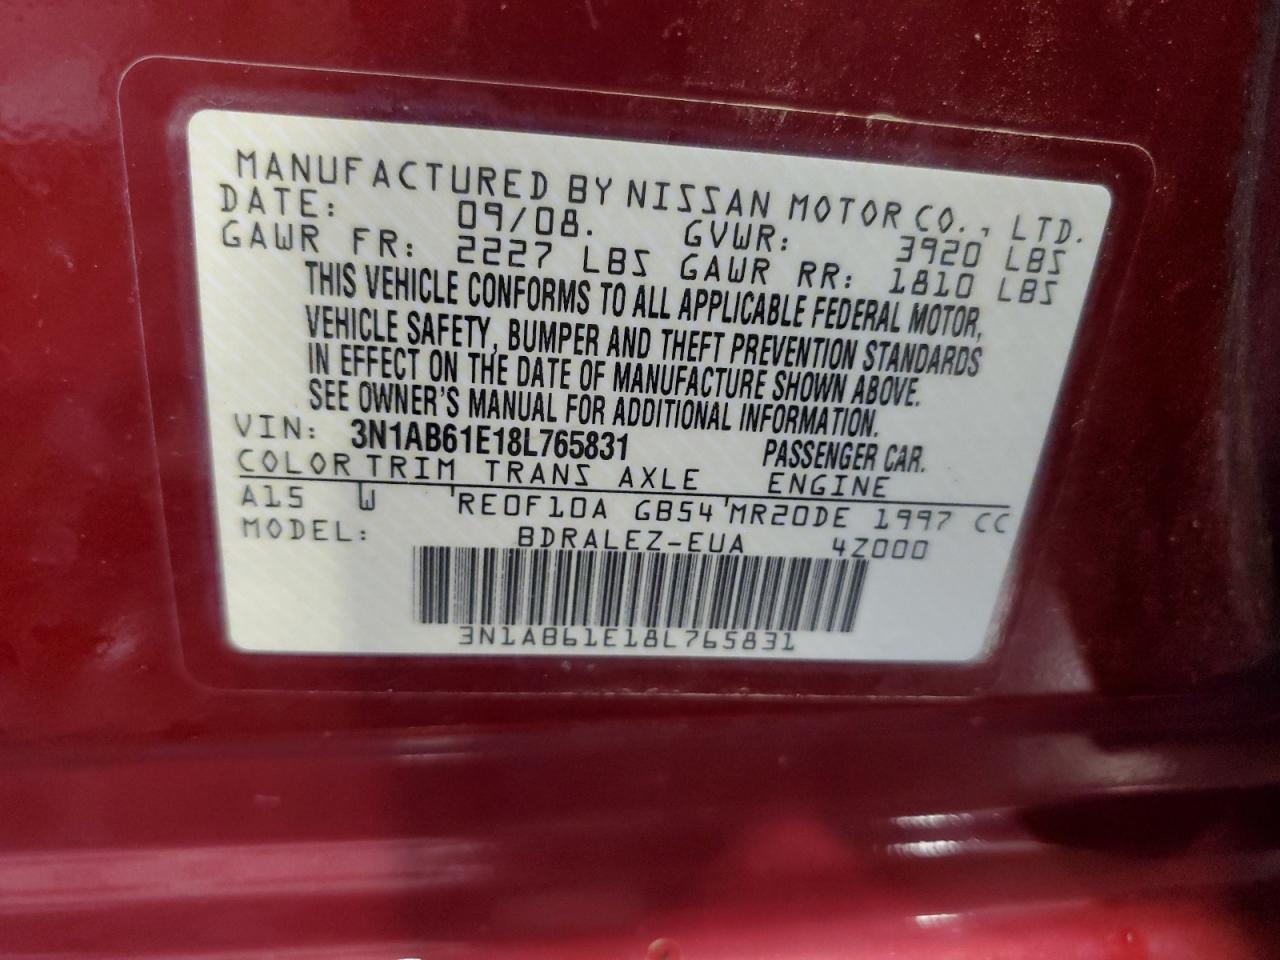 MANUFACTURED BY NISSAN MOTOR CO., LTD.
DATE: 09/08. GVWR: 3920 LBS
GAWR FR: 2227 LBS GAWR RR: 1810 LBS
THIS VEHICLE CONFORMS TO ALL APPLICABLE FEDERAL MOTOR,
VEHICLE SAFETY, BUMPER AND THEFT PREVENTION STANDARDS
IN EFFECT ON THE DATE OF MANUFACTURE SHOWN ABOVE.
SEE OWNER'S MANUAL FOR ADDITIONAL INFORMATION.
VIN: 3N1AB61E18L765831 PASSENGER CAR.
COLOR TRIM TRANS AXLE ENGINE
A15 W 'RE0F10A GB54 'MR20DE 1997 CC
MODEL: BDRALEZ-EUA 4Z000
3N1AB61E18L765831